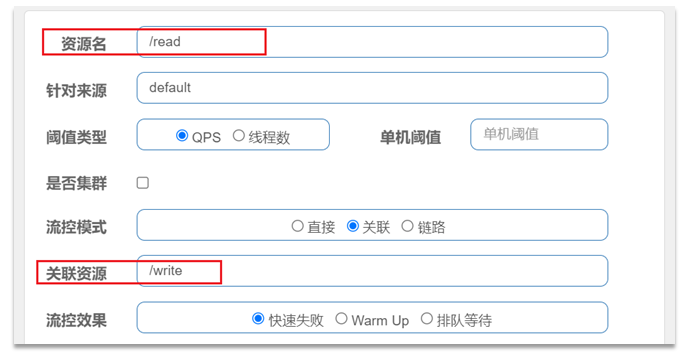 资源名 /read
针对来源 default
阈值类型 QPS 线程数 单机阈值 单机阈值
是否集群
流控模式 直接 关联 链路
关联资源 /write
流控效果 快速失败 Warm Up 排队等待